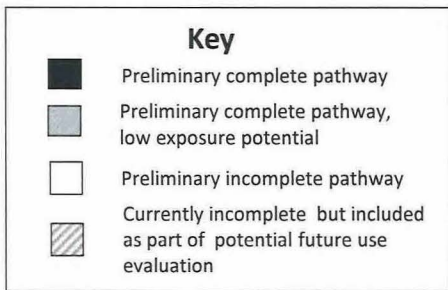 Key
Preliminary complete pathway
Preliminary complete pathway,
low exposure potential
Preliminary incomplete pathway
Currently incomplete but included
as part of potential future use
evaluation